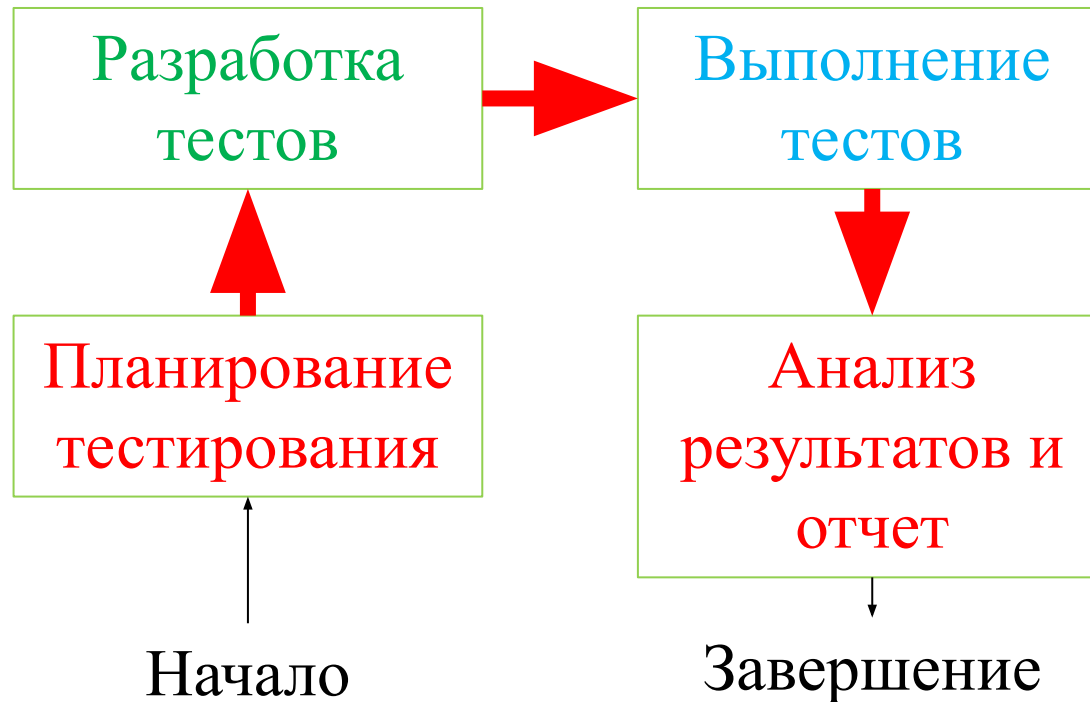 Разработка
тестов
Выполнение
тестов
Планирование
тестирования
Анализ
результатов и
отчет
Начало
Завершение